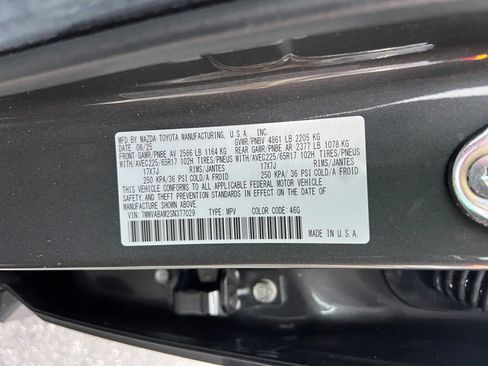 MFD. BY MAZDA TOYOTA MANUFACTURING, U.S.A., INC.
DATE: 06/25 GVWR/PNBV 4861 LB 2205 KG
FRONT GAWR/PNBE AV 2566 LB 1164 KG REAR GAWR/PNBE AR 2377 LB 1078 KG
WITH/AVEC225/65R17 102H TIRES/PNEUS WITH/AVEC225/65R17 102H TIRES/PNEUS
17X7J RIMS/JANTES 17X7J RIMS/JANTES
250 KPA/36 PSI COLD/A FROID 250 KPA/36 PSI COLD/A FROID
THIS VEHICLE CONFORMS TO ALL APPLICABLE FEDERAL MOTOR VEHICLE
SAFETY, BUMPER, AND THEFT PREVENTION STANDARDS IN EFFECT ON THE DATE OF
MANUFACTURE SHOWN ABOVE.
VIN: 7MMVABAM2SN377029 TYPE: MPV COLOR CODE: 46G
MADE IN U.S.A.